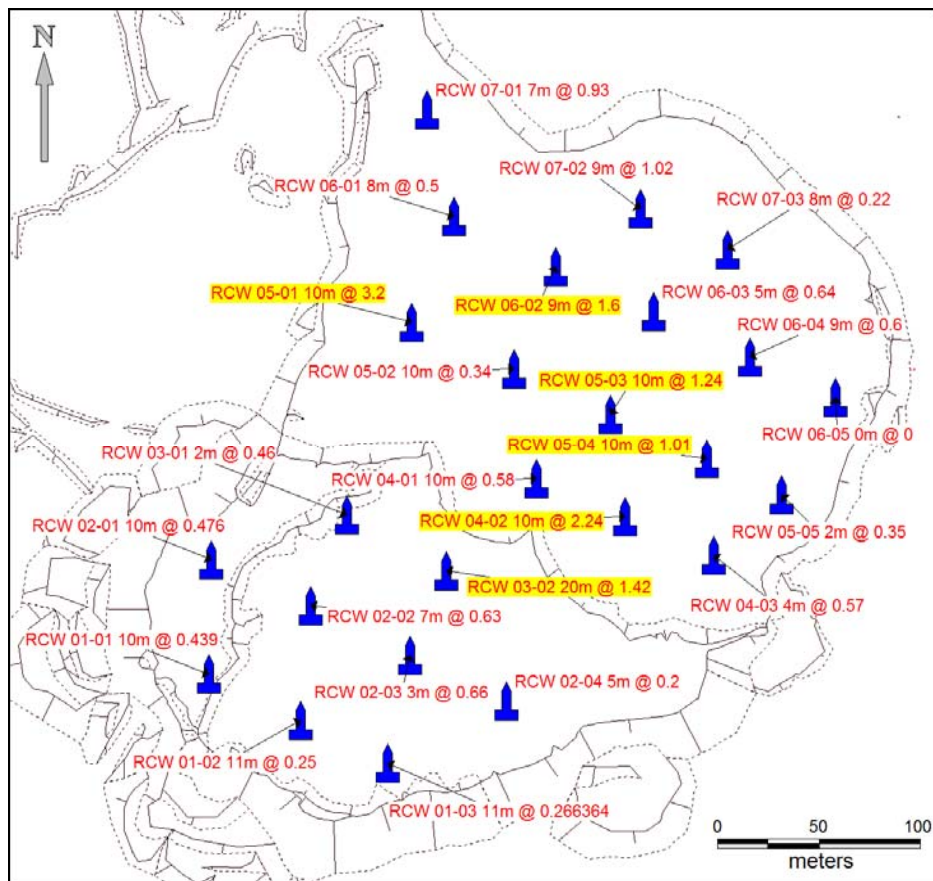 N
RCW 07-01 7m @ 0.93
RCW 07-02 9m @ 1.02
RCW 06-01 8m @ 0.5
RCW 07-03 8m @ 0.22
RCW 05-01 10m @ 3.2
RCW 06-02 9m @ 1.6
RCW 06-03 5m @ 0.64
RCW 06-04 9m @ 0.6
RCW 05-02 10m @ 0.34
RCW 05-03 10m @ 1.24
RCW 06-05 0m @ 0
RCW 05-04 10m @ 1.01
RCW 03-01 2m @ 0.46
RCW 04-01 10m @ 0.58
RCW 02-01 10m @ 0.476
RCW 04-02 10m @ 2.24
RCW 05-05 2m @ 0.35
RCW 03-02 20m @ 1.42
RCW 04-03 4m @ 0.57
RCW 02-02 7m @ 0.63
RCW 01-01 10m @ 0.439
RCW 02-03 3m @ 0.66
RCW 02-04 5m @ 0.2
RCW 01-02 11m @ 0.25
RCW 01-03 11m @ 0.266364
0 50 100
meters